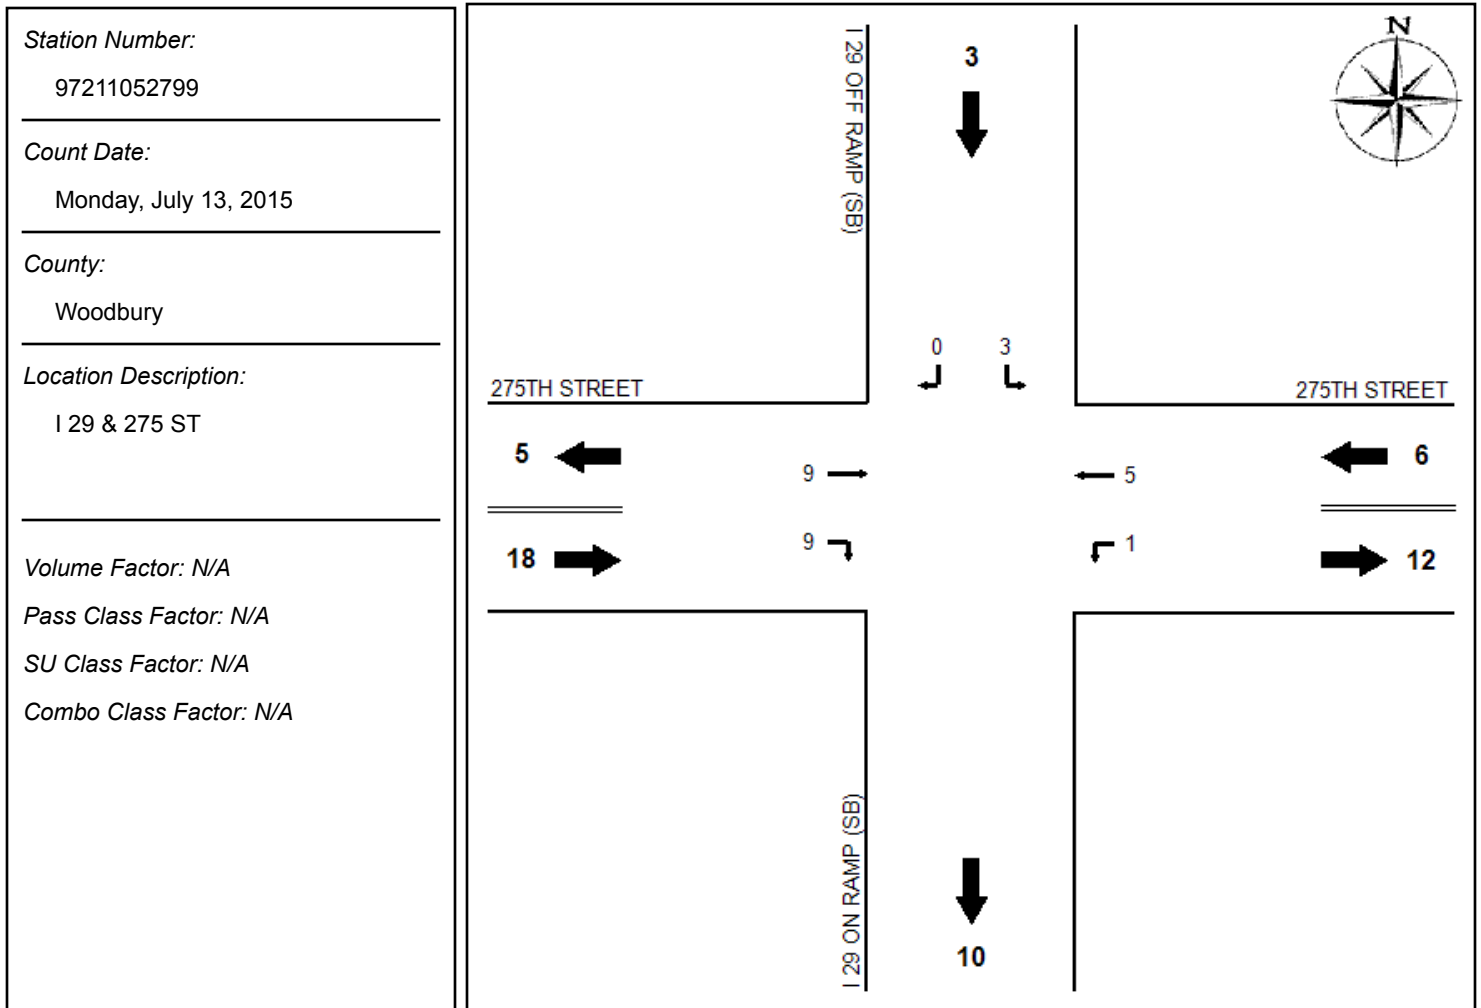 Station Number:
97211052799
Count Date:
Monday, July 13, 2015
County:
Woodbury
Location Description:
I 29 & 275 ST
Volume Factor: N/A
Pass Class Factor: N/A
SU Class Factor: N/A
Combo Class Factor: N/A
I 29 OFF RAMP (SB)
3
N
0 3
275TH STREET
275TH STREET
5
9
5
6
18
9
1
12
I 29 ON RAMP (SB)
10